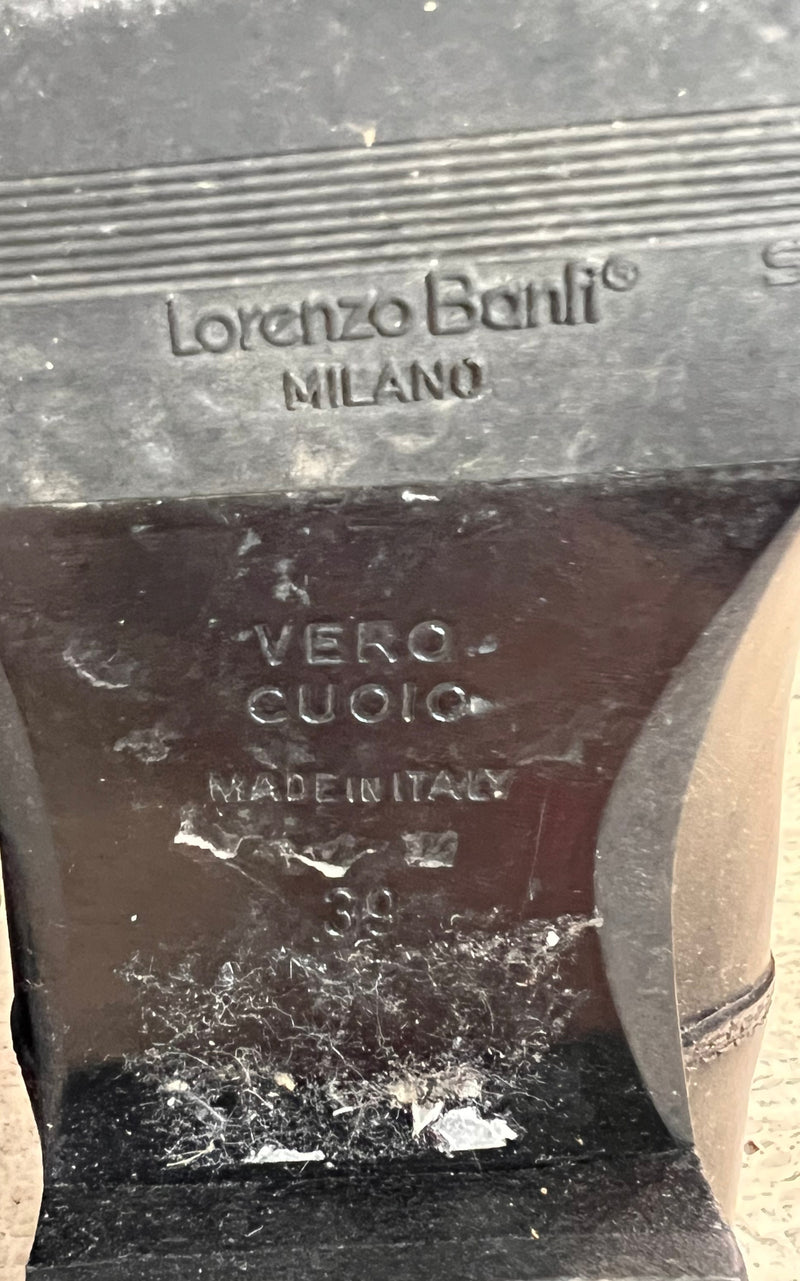 Lorenzo Banfi®
MILANO
S
VERO
CUOIO
MADE IN ITALY
39